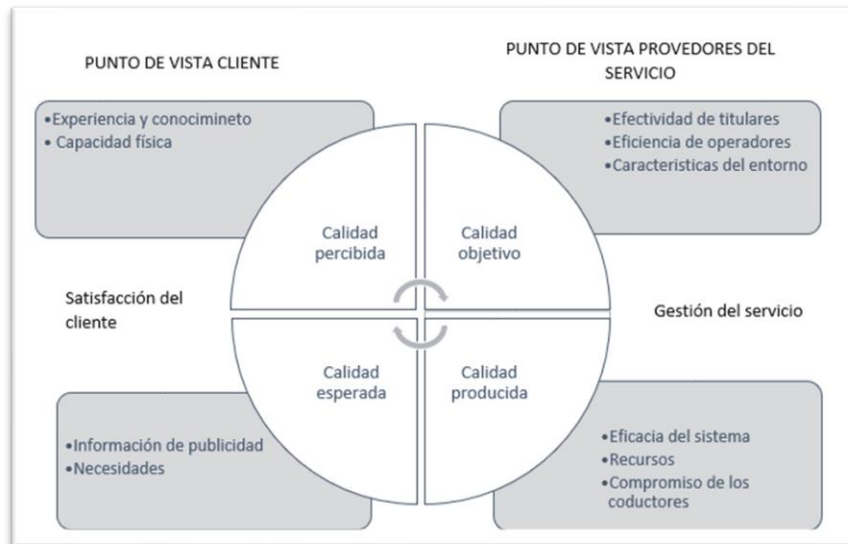 PUNTO DE VISTA CLIENTE
PUNTO DE VISTA PROVEDORES DEL
SERVICIO
•Experiencia y conocimineto
• Capacidad física
•Efectividad de titulares
•Eficiencia de operadores
•Caracteristicas del entorno
Calidad
percibida
Calidad
objetivo
Satisfacción del
cliente
Gestión del servicio
Calidad
esperada
Calidad
producida
•Información de publicidad
•Necesidades
•Eficacia del sistema
•Recursos
•Compromiso de los
coductores